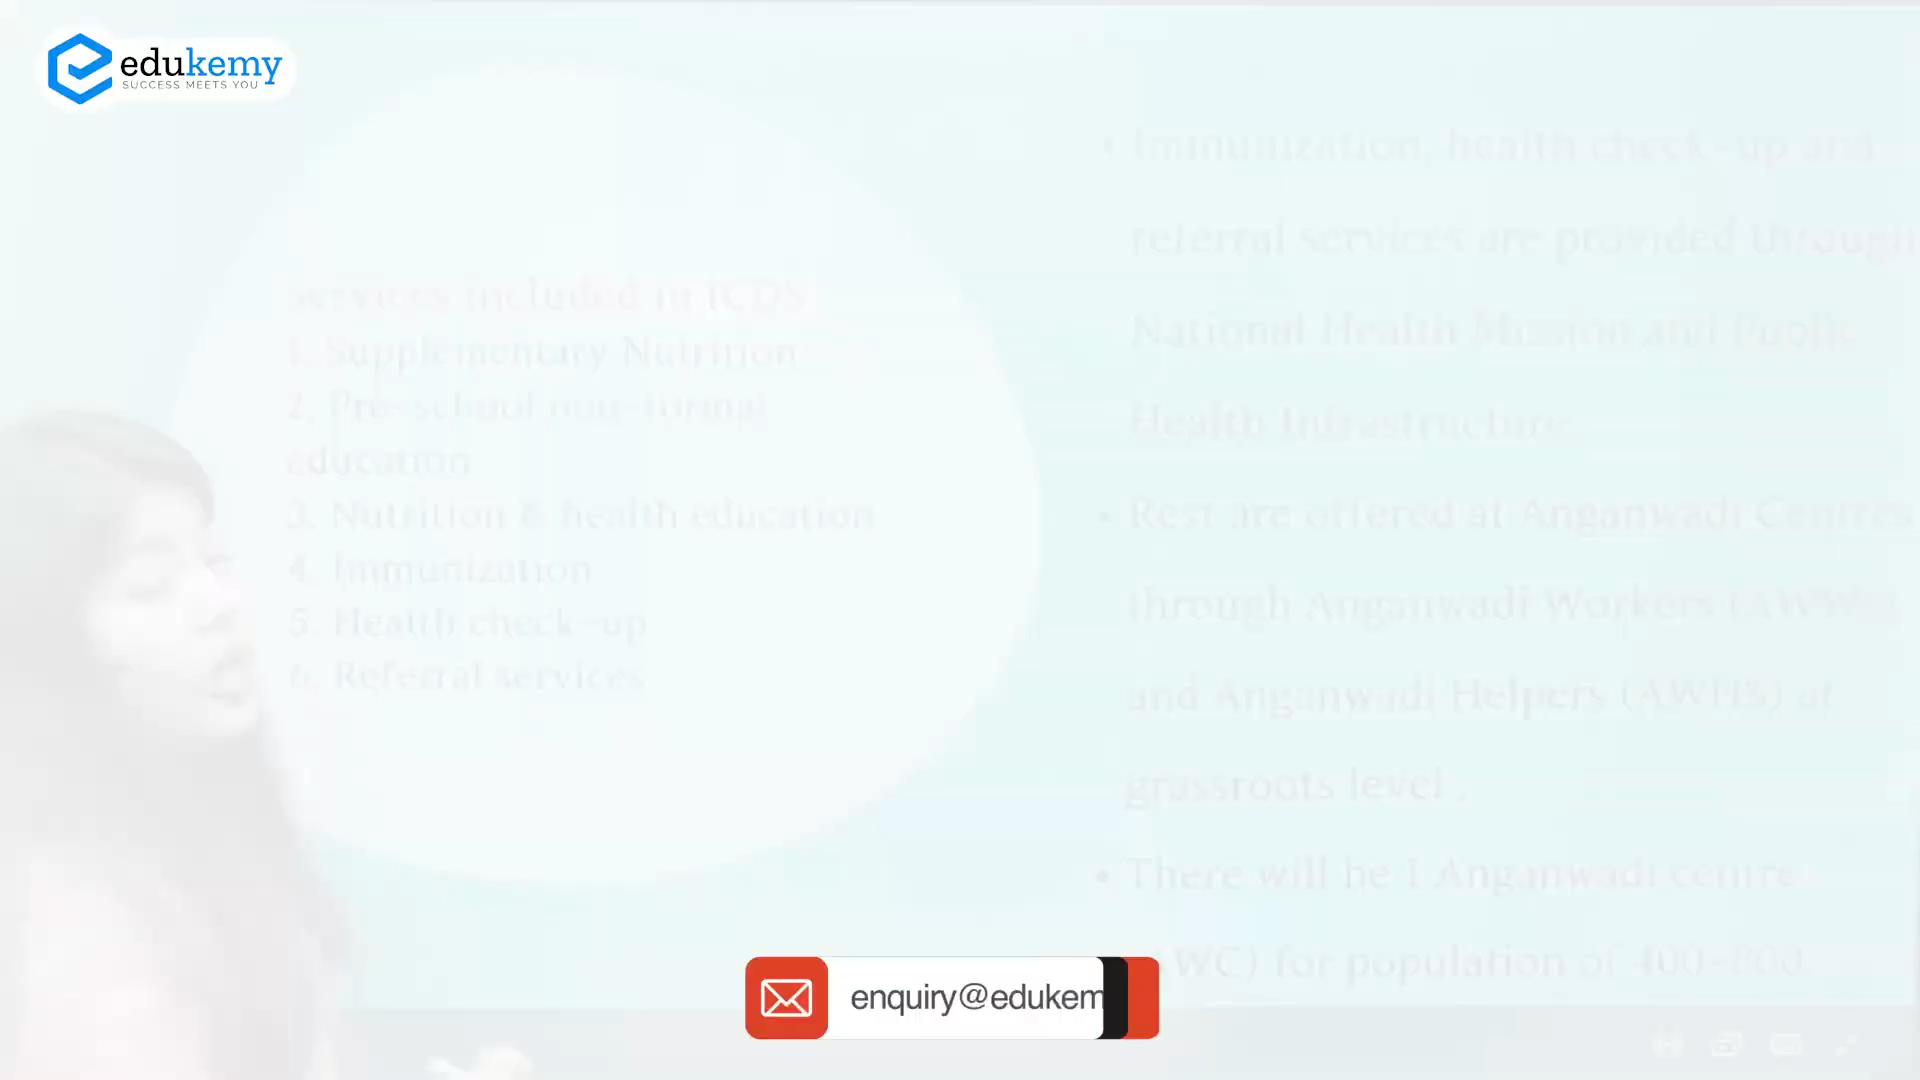 edukemy
SUCCESS MEETS YOU
Services included in ICDS
1. Supplementary Nutrition
2. Pre-school non-formal
education
3. Nutrition & health education
4. Immunization
5. Health check-up
6. Referral services
• Immunization, health check-up and
referral services are provided through
National Health Mission and Public
Health Infrastructure
• Rest are offered at Anganwadi Centres
through Anganwadi Workers (AWWs)
and Anganwadi Helpers (AWHS) at
grassroots level .
• There will be 1 Anganwadi centre
(AWC) for population of 400-800
enquiry@edukem